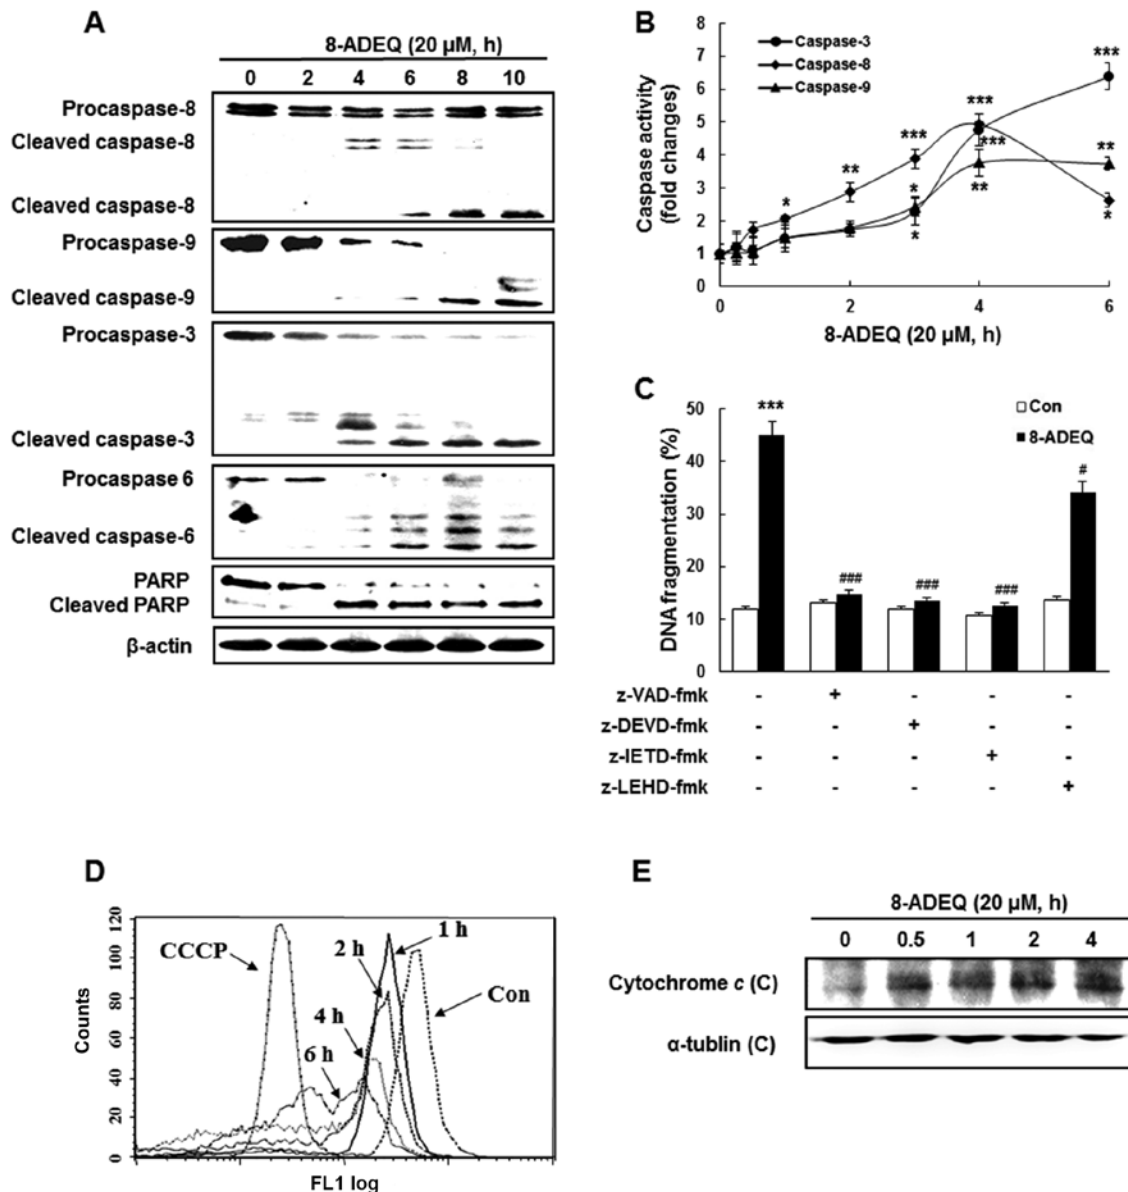 A
8-ADEQ (20 µM, h)
0 2 4 6 8 10
Procaspase-8
Cleaved caspase-8
Cleaved caspase-8
Procaspase-9
Cleaved caspase-9
Procaspase-3
Cleaved caspase-3
Procaspase 6
Cleaved caspase-6
PARP
Cleaved PARP
β-actin
B
Caspase activity
(fold changes)
8
7
6
5
4
3
2
1
0
Caspase-3
Caspase-8
Caspase-9
* ** *** * * *** *** ** *** ** *
0 2 4 6
8-ADEQ (20 µM, h)
C
DNA fragmentation (%)
50
40
30
20
10
0
Con
8-ADEQ
*** ### ### ### #
z-VAD-fmk - + - - -
z-DEVD-fmk - - + - -
z-IETD-fmk - - - + -
z-LEHD-fmk - - - - +
D
Counts
120
100
80
60
40
20
0
CCCP
1 h
2 h
Con
4 h
6 h
FL1 log
E
8-ADEQ (20 µM, h)
0 0.5 1 2 4
Cytochrome c (C)
α-tublin (C)